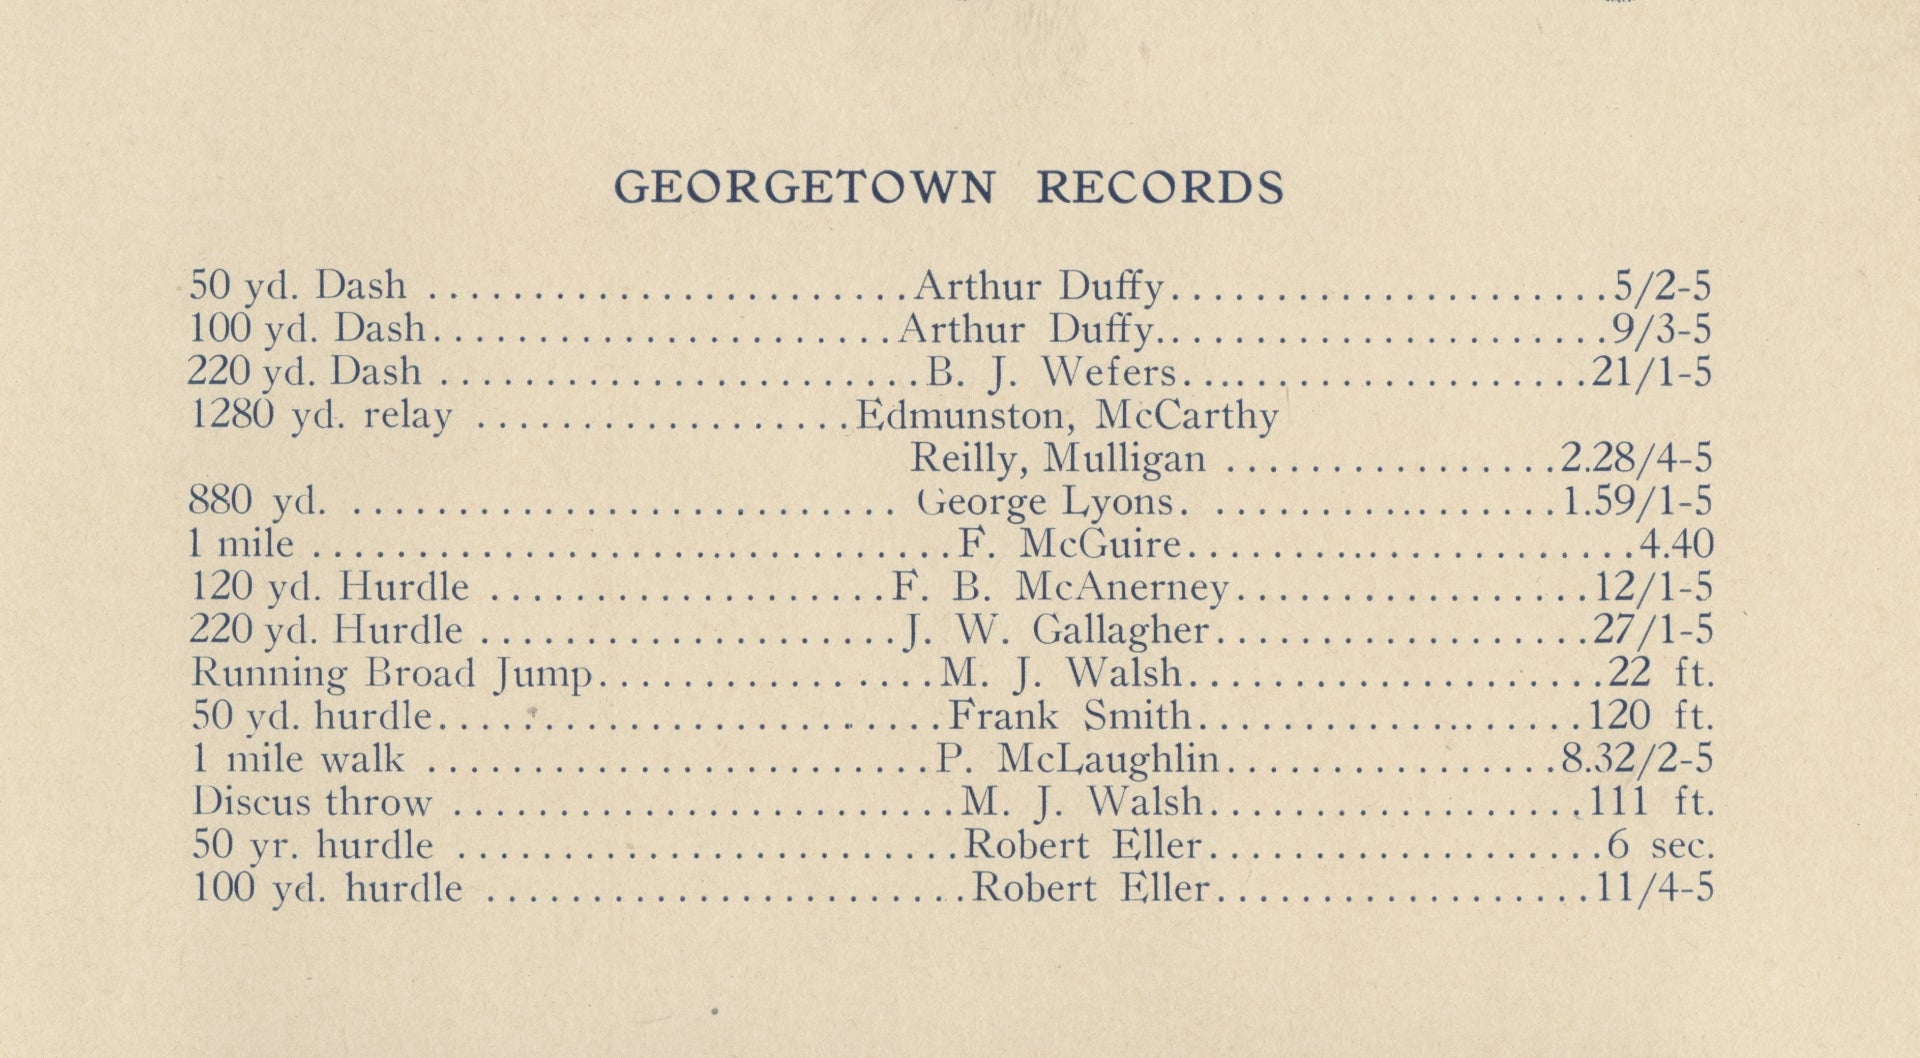 GEORGETOWN RECORDS
50 yd. Dash ....................... Arthur Duffy ..................... 5/2-5
100 yd. Dash ...................... Arthur Duffy ...................... 9/3-5
220 yd. Dash ....................... B. J. Wefers .................... 21/1-5
1280 yd. relay .................. Edmunston, McCarthy
Reilly, Mulligan ................ 2.28/4-5
880 yd. .......................... George Lyons. ................. 1.59/1-5
1 mile ............................... F. McGuire ...................... 4.40
120 yd. Hurdle ................... F. B. McAnerney ................. 12/1-5
220 yd. Hurdle .................... J. W. Gallagher .................. 27/1-5
Running Broad Jump ................ M. J. Walsh .................... 22 ft.
50 yd. hurdle ........................ Frank Smith ................... 120 ft.
1 mile walk ........................ P. McLaughlin ................ 8.32/2-5
Discus throw ........................ M. J. Walsh .................. 111 ft.
50 yr. hurdle ........................ Robert Eller ................... 6 sec.
100 yd. hurdle ....................... Robert Eller .................. 11/4-5